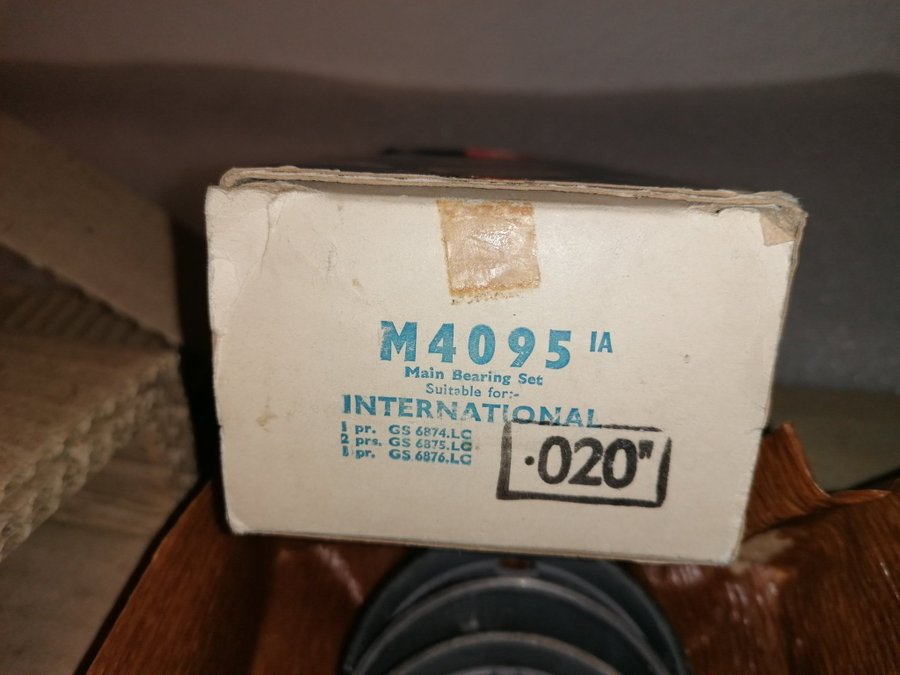 M4095 IA
Main Bearing Set
Suitable for:-
INTERNATIONAL
1 pr. GS 6874.LC
2 prs. GS 6875.LC
1 pr. GS 6876.LC
.020"